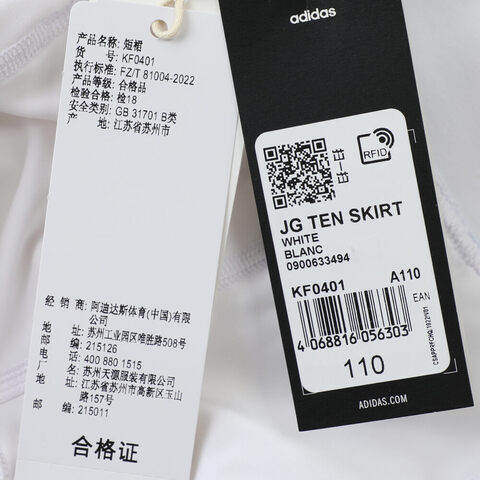 产品名称: 短裙
货 号: KF0401
执行标准: FZ/T 81004-2022
产品等级: 合格品
检验合格: 检18
安全类别: GB 31701 B类
产 地: 江苏省苏州市
经 销 商: 阿迪达斯体育(中国)有限
公司
地 址: 苏州工业园区唯胜路508号
邮 编: 215126
电 话: 400 880 1515
制 造 商: 苏州天源服装有限公司
地 址: 江苏省苏州市高新区玉山
路157号
邮 编: 215011
合格证
adidas
RFID
JG TEN SKIRT
WHITE
BLANC
0900633494
KF0401 A110
EAN
4 068816 056303
110
ADIDAS.COM